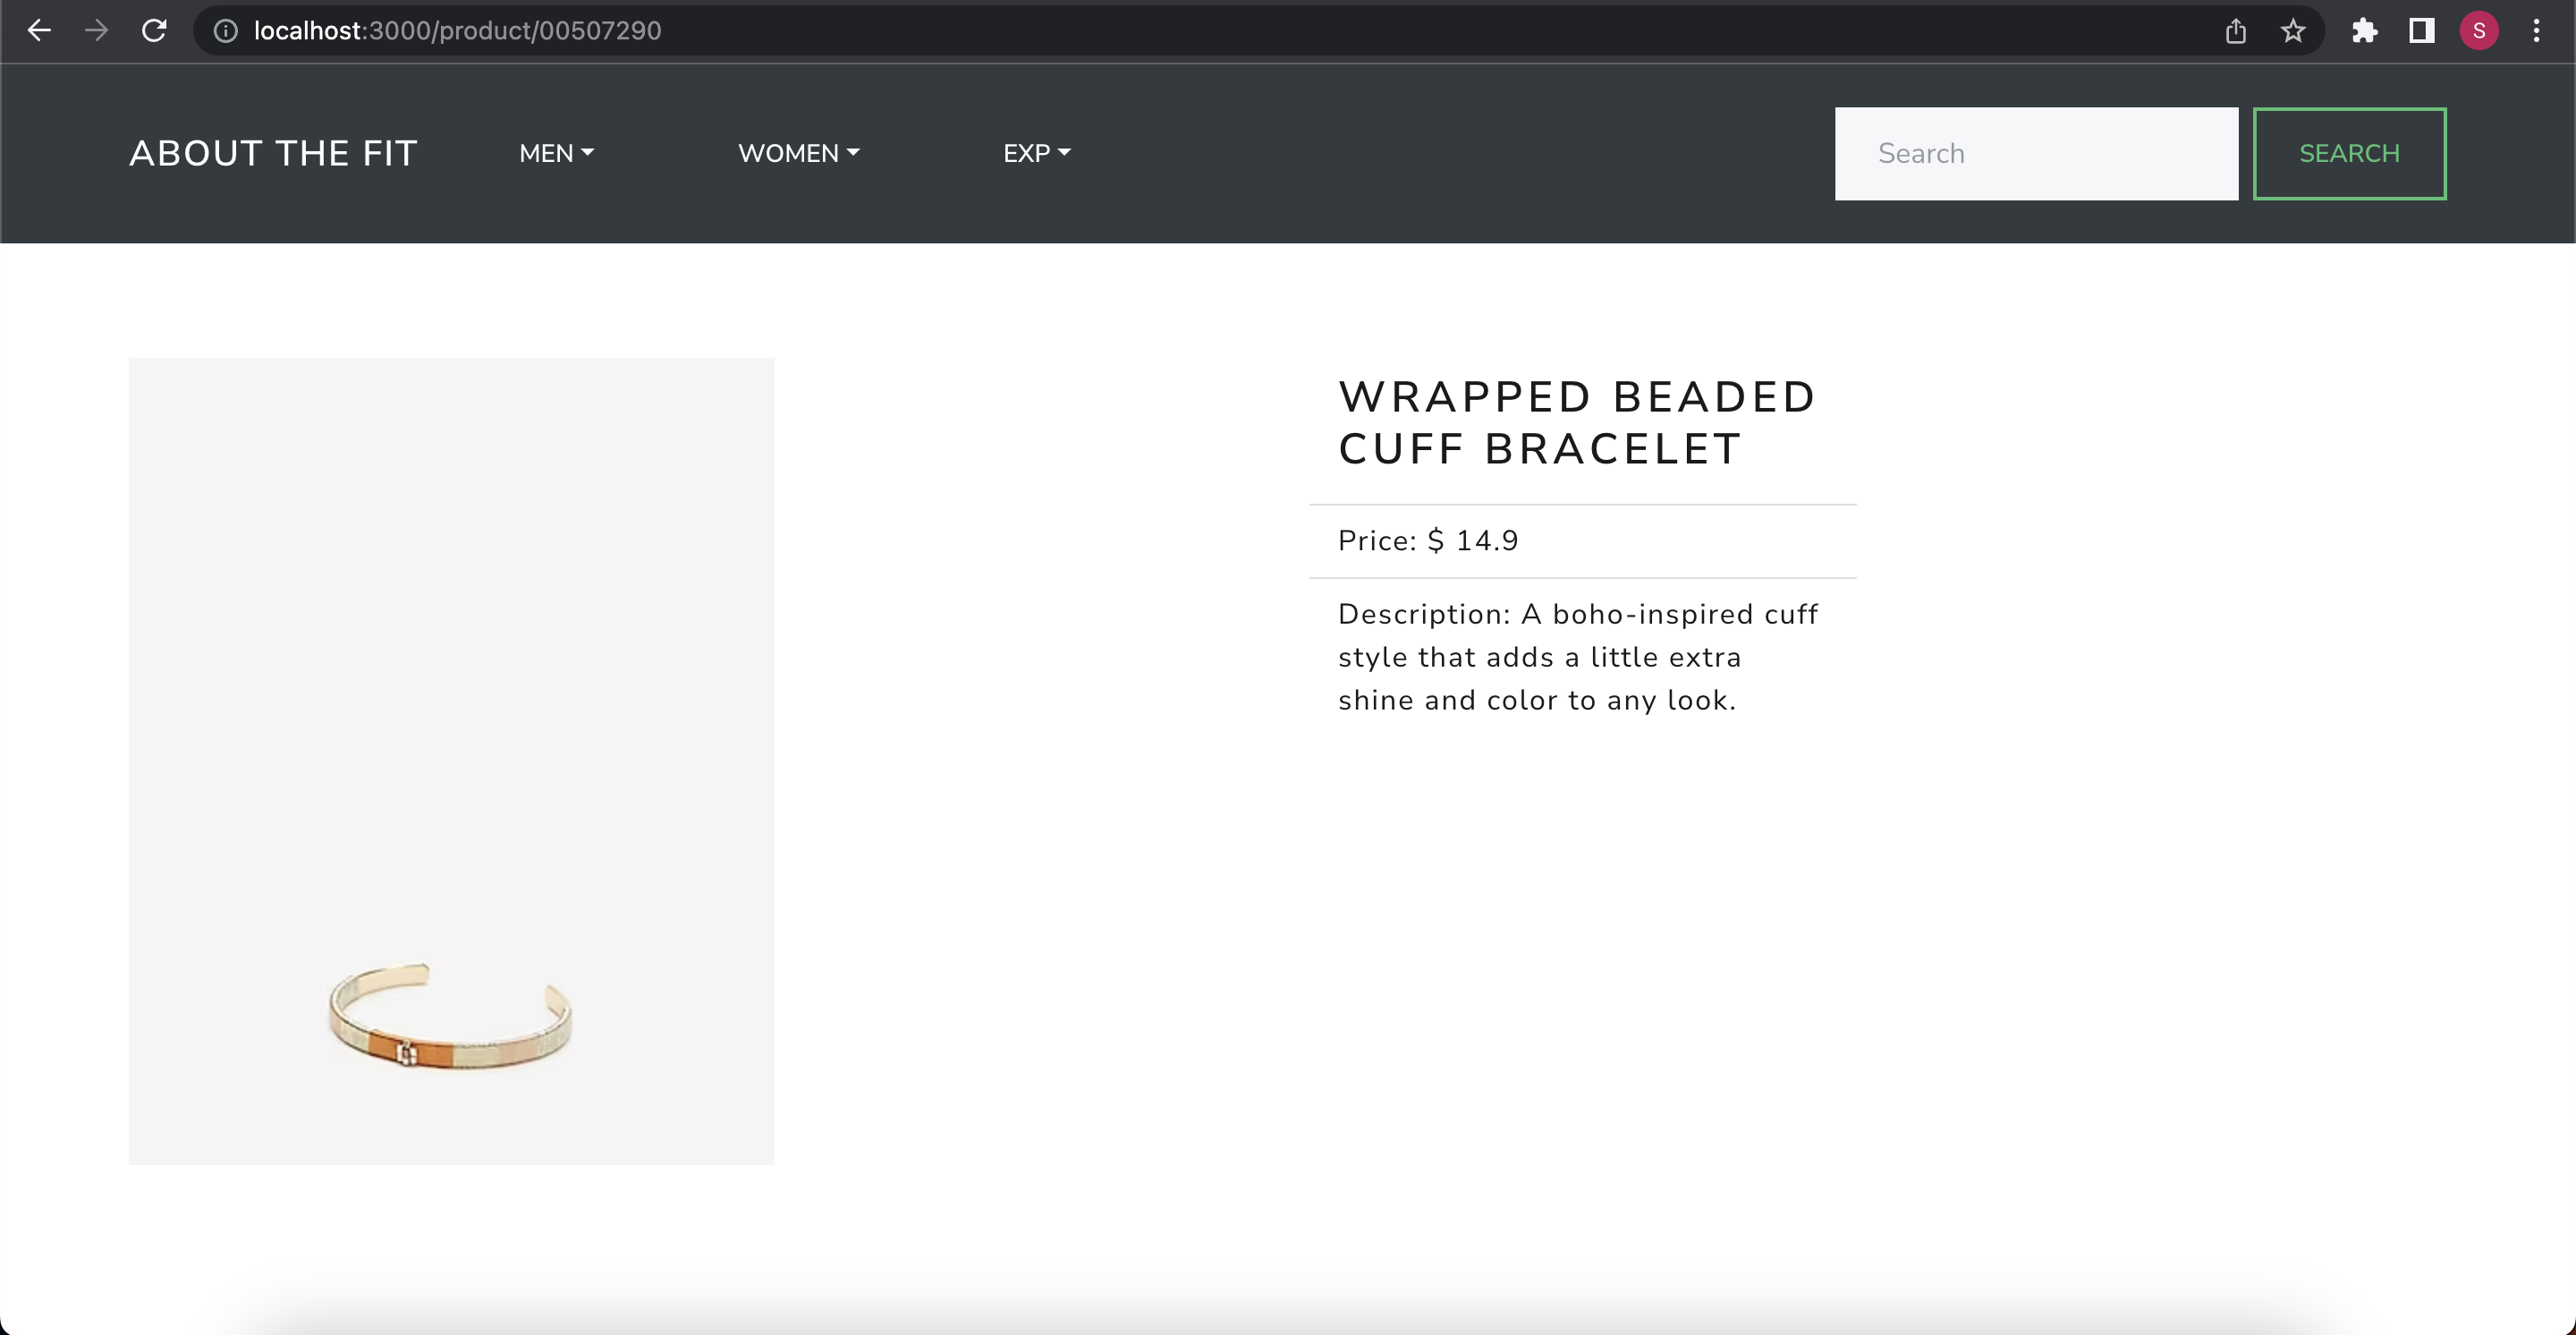 localhost:3000/product/00507290
S
ABOUT THE FIT
MEN
WOMEN
EXP
Search
SEARCH
WRAPPED BEADED
CUFF BRACELET
Price: $ 14.9
Description: A boho-inspired cuff
style that adds a little extra
shine and color to any look.